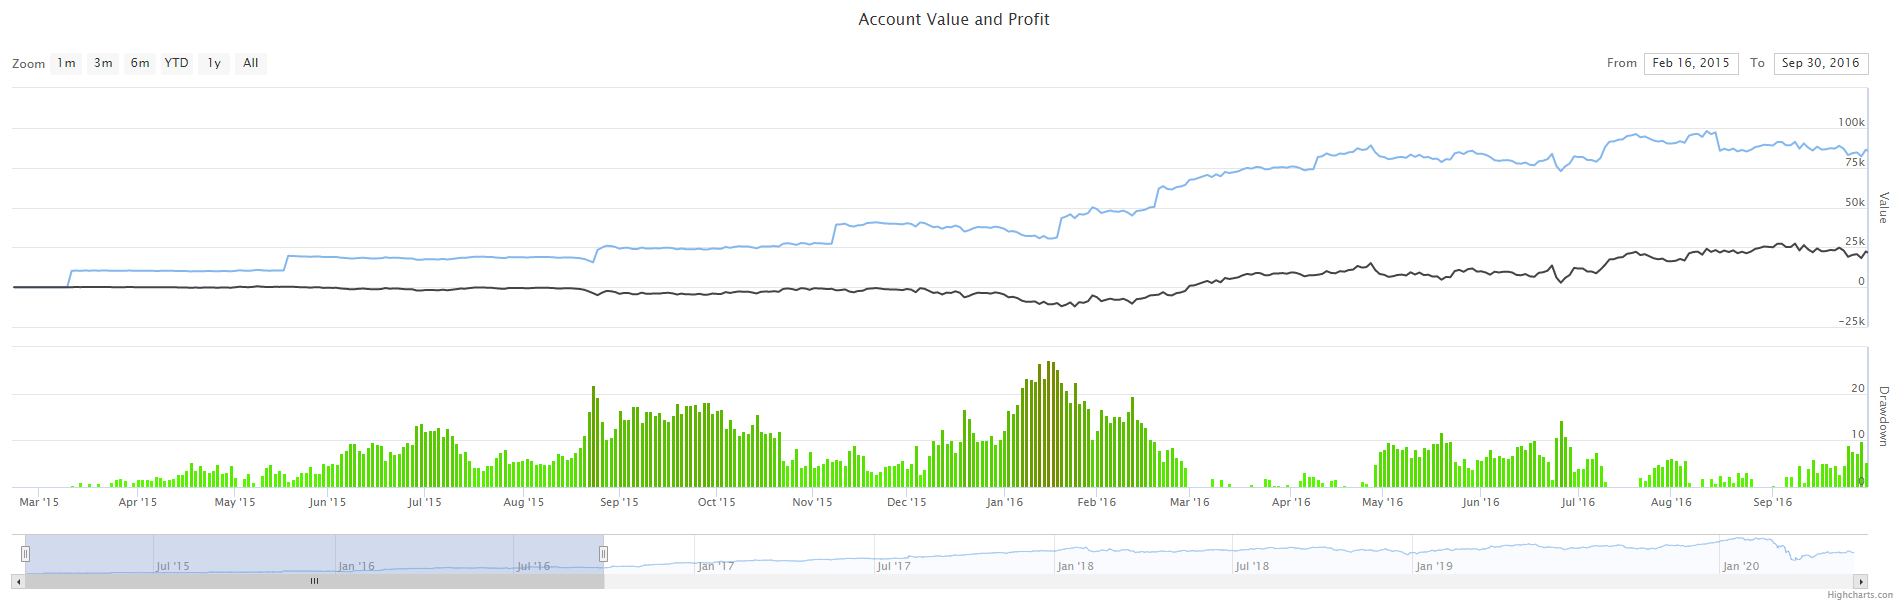 Account Value and Profit
Zoom 1m 3m 6m YTD 1y All From Feb 16, 2015 To Sep 30, 2016
100k
75k
50k
25k
0
-25k
Value
20
10
0
Drawdown
Mar '15 Apr '15 May '15 Jun '15 Jul '15 Aug '15 Sep '15 Oct '15 Nov '15 Dec '15 Jan '16 Feb '16 Mar '16 Apr '16 May '16 Jun '16 Jul '16 Aug '16 Sep '16
Jul '15 Jan '16 Jul '16 Jan '17 Jul '17 Jan '18 Jul '18 Jan '19 Jan '20
Highcharts.com